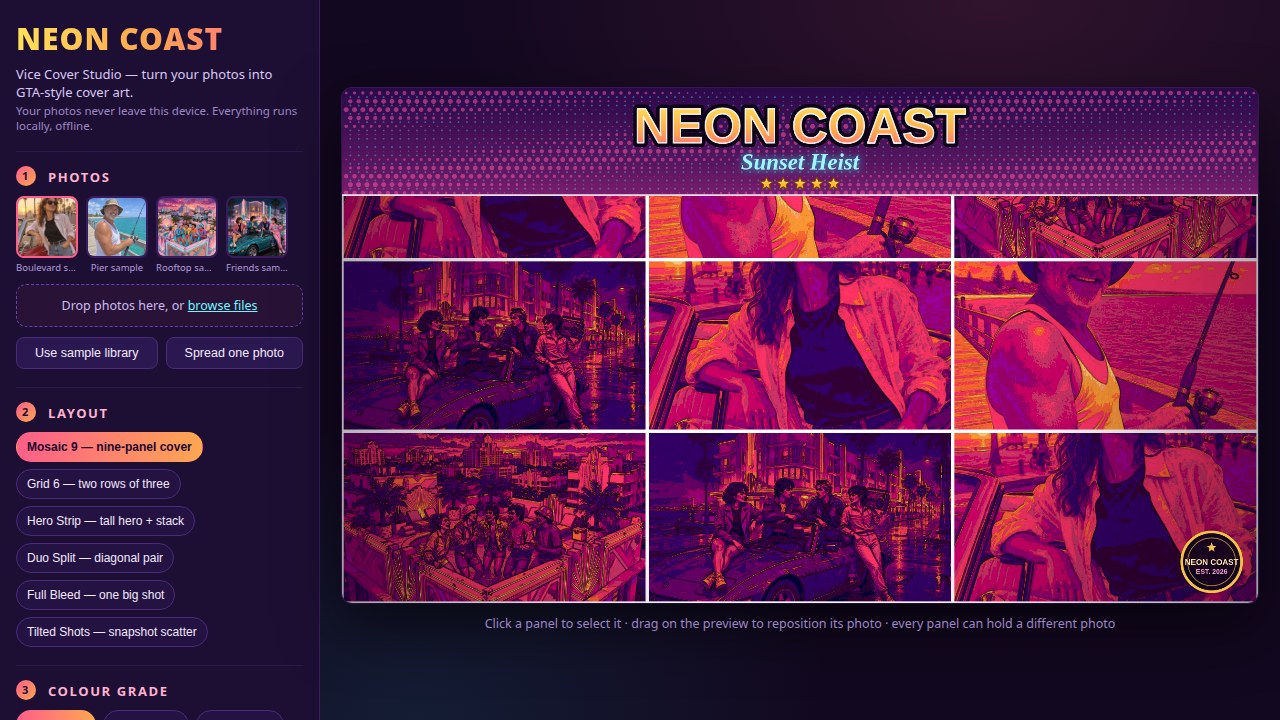 NEON COAST
Vice Cover Studio — turn your photos into
GTA-style cover art.
Your photos never leave this device. Everything runs
locally, offline.
1 PHOTOS
Boulevard s... Pier sample Rooftop sa... Friends sam...
Drop photos here, or browse files
Use sample library Spread one photo
2 LAYOUT
Mosaic 9 — nine-panel cover
Grid 6 — two rows of three
Hero Strip — tall hero + stack
Duo Split — diagonal pair
Full Bleed — one big shot
Tilted Shots — snapshot scatter
3 COLOUR GRADE
NEON COAST
Sunset Heist
NEON COAST
EST. 2026
Click a panel to select it · drag on the preview to reposition its photo · every panel can hold a different photo